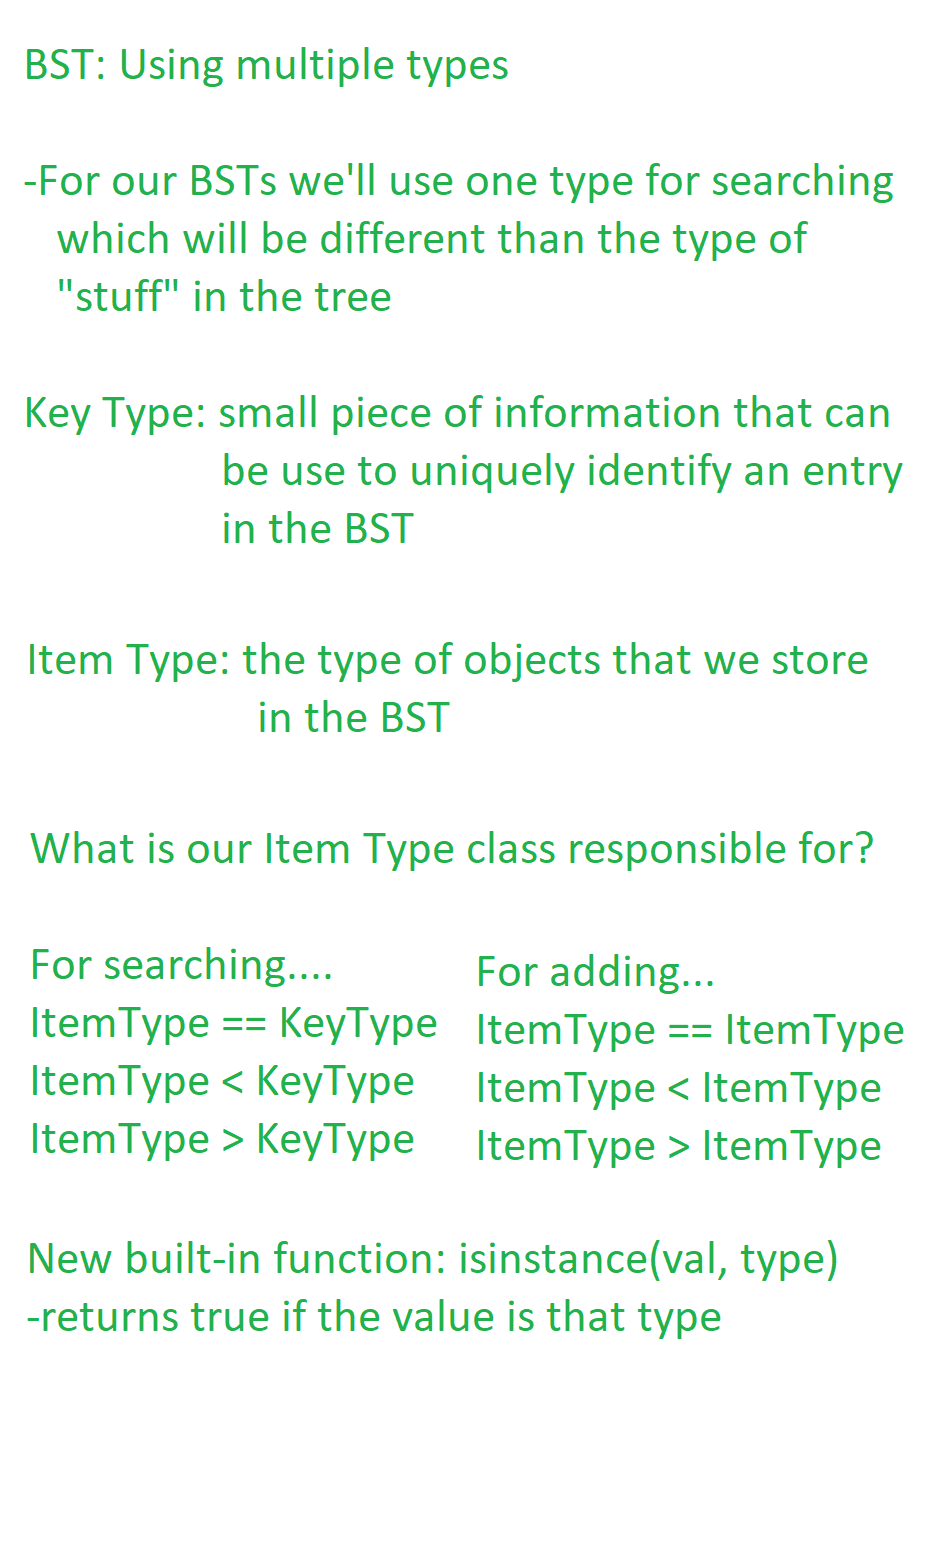 BST: Using multiple types
-For our BSTs we'll use one type for searching
which will be different than the type of
"stuff" in the tree
Key Type: small piece of information that can
be use to uniquely identify an entry
in the BST
Item Type: the type of objects that we store
in the BST
What is our Item Type class responsible for?
For searching....
ItemType == KeyType
ItemType < KeyType
ItemType > KeyType
For adding...
ItemType == ItemType
ItemType < ItemType
ItemType > ItemType
New built-in function: isinstance(val, type)
-returns true if the value is that type